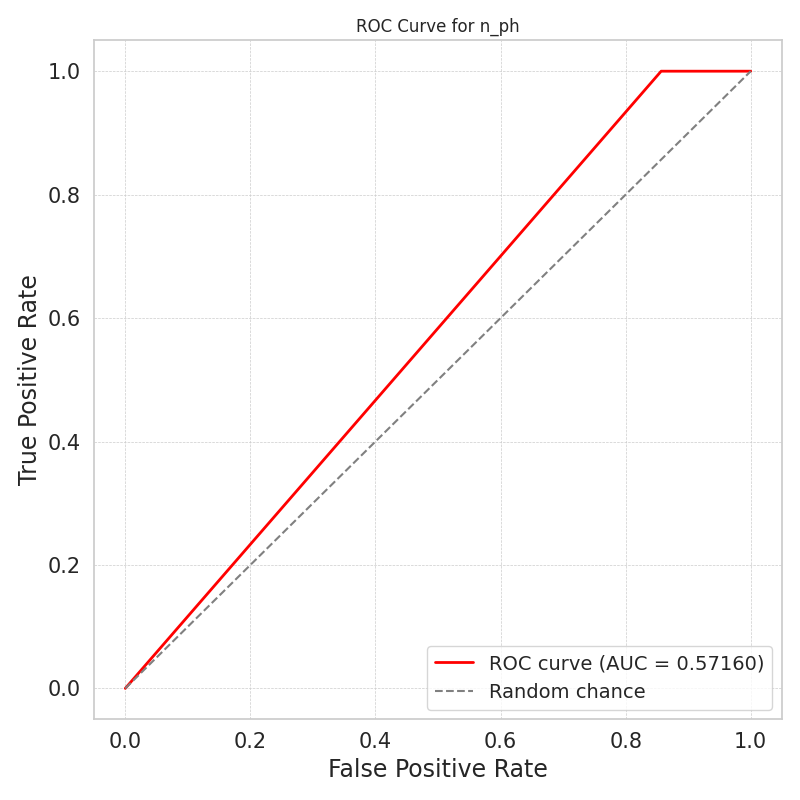 ROC Curve for n_ph
1.0
0.8
0.6
0.4
0.2
0.0
True Positive Rate
ROC curve (AUC = 0.57160)
Random chance
0.0 0.2 0.4 0.6 0.8 1.0
False Positive Rate